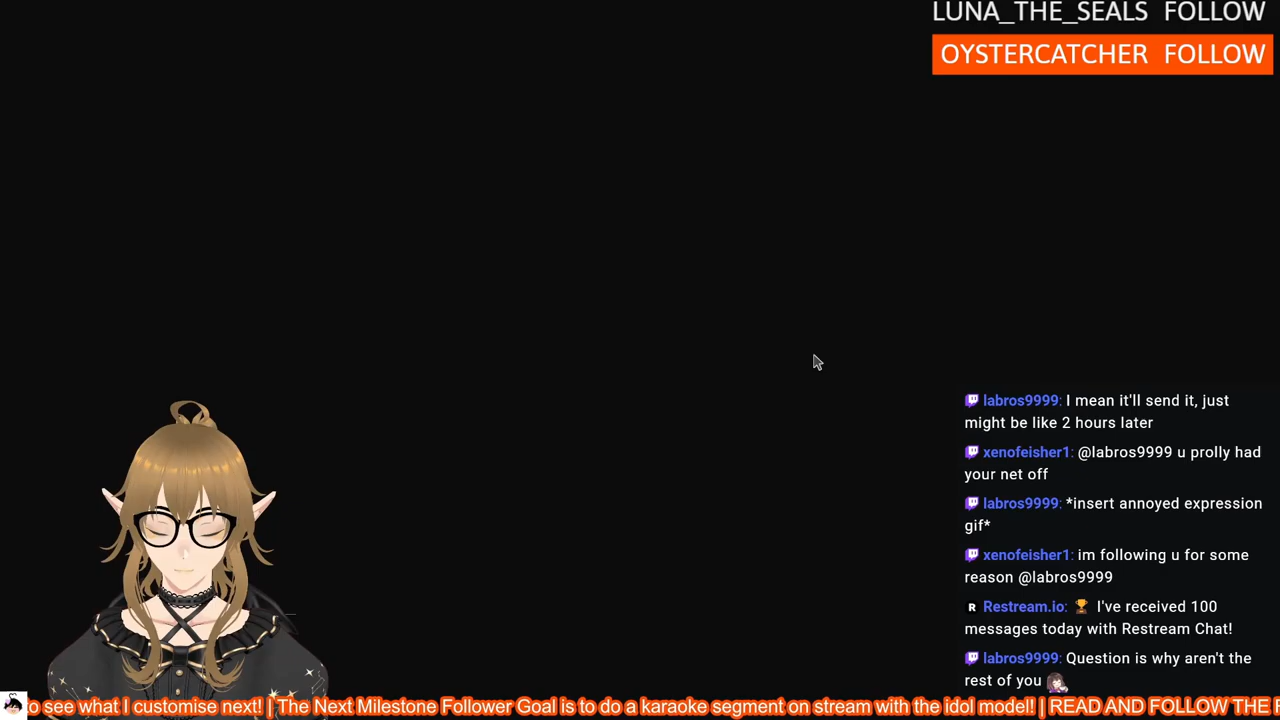 LUNA_THE_SEALS FOLLOW
OYSTERCATCHER FOLLOW
labros9999: I mean it'll send it, just
might be like 2 hours later
xenofeisher1: @labros9999 u prolly had
your net off
labros9999: *insert annoyed expression
gif*
xenofeisher1: im following u for some
reason @labros9999
Restream.io: 🏆 I've received 100
messages today with Restream Chat!
labros9999: Question is why aren't the
rest of you
to see what I customise next! | The Next Milestone Follower Goal is to do a karaoke segment on stream with the idol model! | READ AND FOLLOW THE